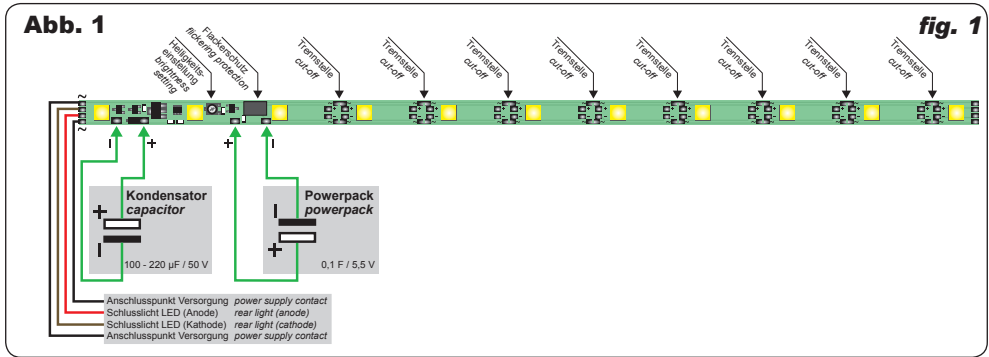 Abb. 1
fig. 1
Helligkeits-
einstellung
brightness
setting
Flackerschutz
flickering protection
Trennstelle
cut-off
Trennstelle
cut-off
Trennstelle
cut-off
Trennstelle
cut-off
Trennstelle
cut-off
Trennstelle
cut-off
Trennstelle
cut-off
Trennstelle
cut-off
~
~
− + + −
Kondensator
capacitor
+
−
100 - 220 µF / 50 V
Powerpack
powerpack
−
+
0,1 F / 5,5 V
Anschlusspunkt Versorgung power supply contact
Schlusslicht LED (Anode) rear light (anode)
Schlusslicht LED (Kathode) rear light (cathode)
Anschlusspunkt Versorgung power supply contact